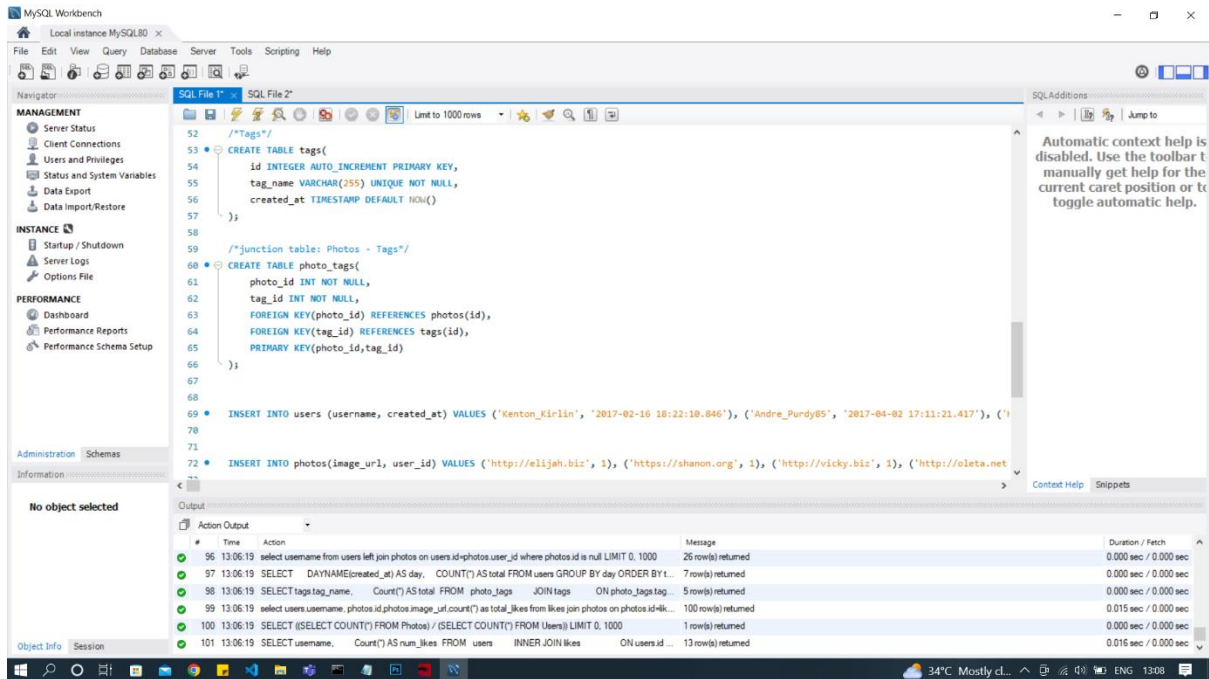 MySQL Workbench
Local instance MySQL80 ×
File Edit View Query Database Server Tools Scripting Help
Navigator
MANAGEMENT
Server Status
Client Connections
Users and Privileges
Status and System Variables
Data Export
Data Import/Restore
INSTANCE
Startup / Shutdown
Server Logs
Options File
PERFORMANCE
Dashboard
Performance Reports
Performance Schema Setup
Administration Schemas
Information
No object selected
Object Info Session
SQL File 1* × SQL File 2*
Limit to 1000 rows
52 /*Tags*/
53 CREATE TABLE tags(
54 id INTEGER AUTO_INCREMENT PRIMARY KEY,
55 tag_name VARCHAR(255) UNIQUE NOT NULL,
56 created_at TIMESTAMP DEFAULT NOW()
57 );
58
59 /*junction table: Photos - Tags*/
60 CREATE TABLE photo_tags(
61 photo_id INT NOT NULL,
62 tag_id INT NOT NULL,
63 FOREIGN KEY(photo_id) REFERENCES photos(id),
64 FOREIGN KEY(tag_id) REFERENCES tags(id),
65 PRIMARY KEY(photo_id,tag_id)
66 );
67
68
69 INSERT INTO users (username, created_at) VALUES ('Kenton_Kirlin', '2017-02-16 18:22:10.846'), ('Andre_Purdy85', '2017-04-02 17:11:21.417'), ('
70
71
72 INSERT INTO photos(image_url, user_id) VALUES ('http://elijah.biz', 1), ('https://shanon.org', 1), ('http://vicky.biz', 1), ('http://oleta.net
SQLAdditions
Jump to
Automatic context help is
disabled. Use the toolbar t
manually get help for the
current caret position or to
toggle automatic help.
Context Help Snippets
Output
Action Output
# Time Action Message Duration / Fetch
96 13:06:19 select username from users left join photos on users.id=photos.user_id where photos.id is null LIMIT 0, 1000 26 row(s) returned 0.000 sec / 0.000 sec
97 13:06:19 SELECT DAYNAME(created_at) AS day, COUNT(*) AS total FROM users GROUP BY day ORDER BY t... 7 row(s) returned 0.000 sec / 0.000 sec
98 13:06:19 SELECT tags.tag_name, Count(*) AS total FROM photo_tags JOIN tags ON photo_tags.tag... 5 row(s) returned 0.000 sec / 0.000 sec
99 13:06:19 select users.username, photos.id,photos.image_url,count(*) as total_likes from likes join photos on photos.id=lik... 100 row(s) returned 0.015 sec / 0.000 sec
100 13:06:19 SELECT ((SELECT COUNT(*) FROM Photos) / (SELECT COUNT(*) FROM Users)) LIMIT 0, 1000 1 row(s) returned 0.000 sec / 0.000 sec
101 13:06:19 SELECT username, Count(*) AS num_likes FROM users INNER JOIN likes ON users.id ... 13 row(s) returned 0.016 sec / 0.000 sec
34°C Mostly cl... ENG 13:08